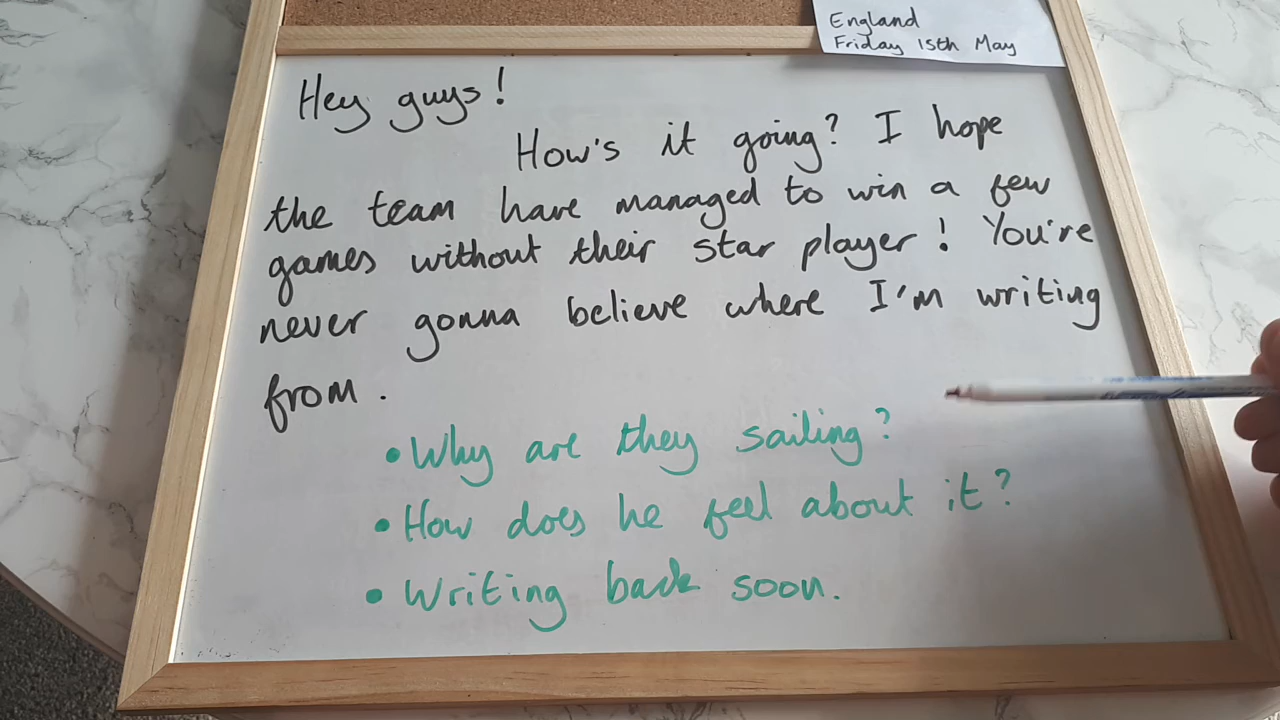 England
Friday 15th May
Hey guys!
How's it going? I hope
the team have managed to win a few
games without their star player! You're
never gonna believe where I'm writing
from.
• Why are they sailing?
• How does he feel about it?
• Writing back soon.